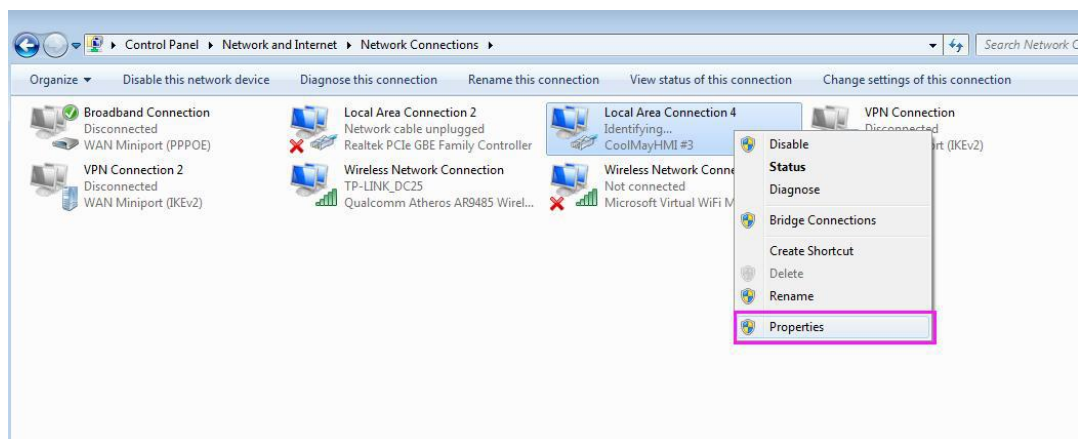 Control Panel ▸ Network and Internet ▸ Network Connections ▸
Search Network C
Organize ▾ Disable this network device Diagnose this connection Rename this connection View status of this connection Change settings of this connection
Broadband Connection
Disconnected
WAN Miniport (PPPOE)
Local Area Connection 2
Network cable unplugged
Realtek PCIe GBE Family Controller
Local Area Connection 4
Identifying...
CoolMayHMI #3
VPN Connection
Disconnected
rt (IKEv2)
VPN Connection 2
Disconnected
WAN Miniport (IKEv2)
Wireless Network Connection
TP-LINK_DC25
Qualcomm Atheros AR9485 Wirel...
Wireless Network Conne
Not connected
Microsoft Virtual WiFi M
Disable
Status
Diagnose
Bridge Connections
Create Shortcut
Delete
Rename
Properties